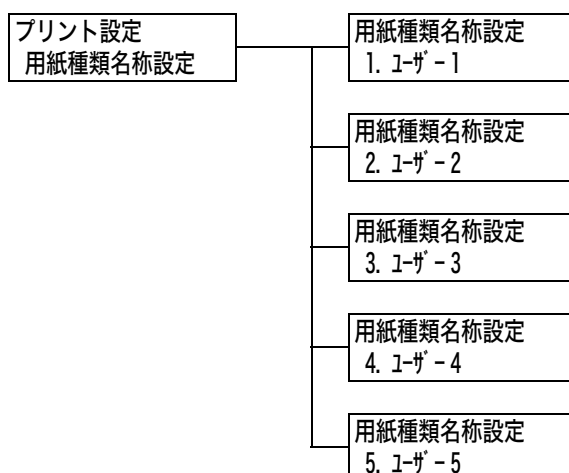 プリント設定
用紙種類名称設定
用紙種類名称設定
1. ﾕｰｻﾞｰ1
用紙種類名称設定
2. ﾕｰｻﾞｰ2
用紙種類名称設定
3. ﾕｰｻﾞｰ3
用紙種類名称設定
4. ﾕｰｻﾞｰ4
用紙種類名称設定
5. ﾕｰｻﾞｰ5